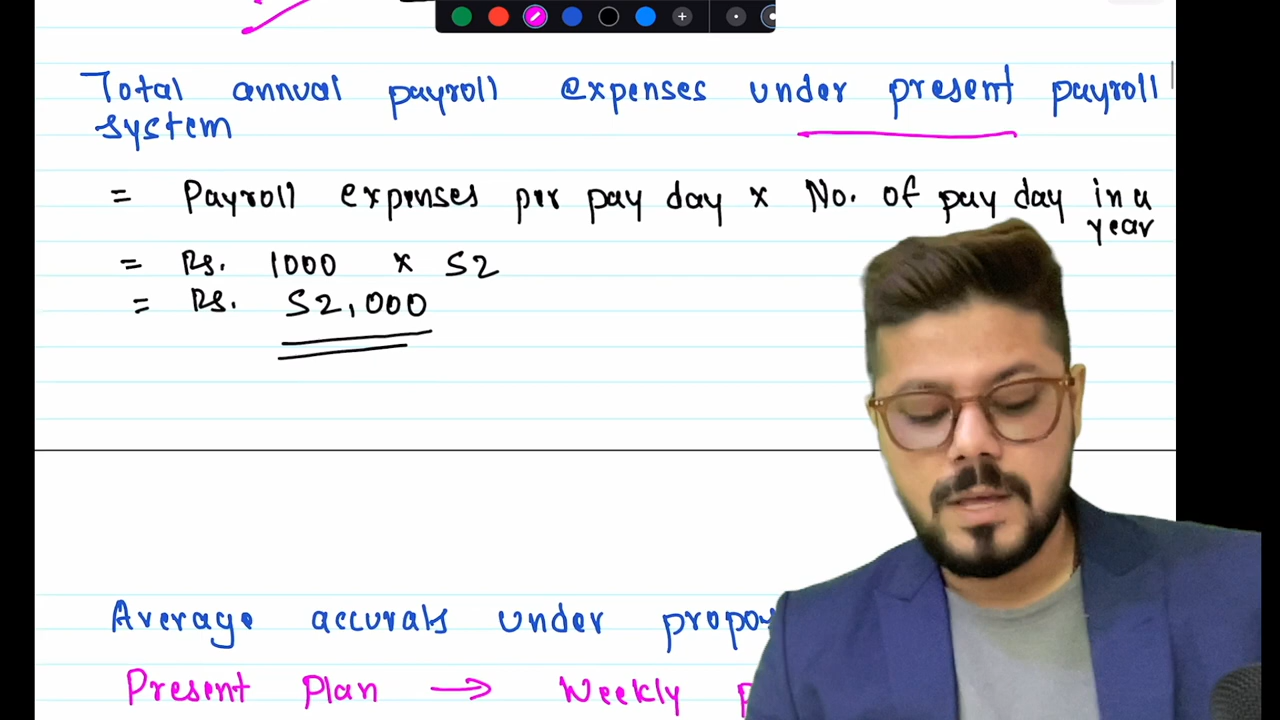 Total annual payroll expenses under present payroll
system
= Payroll expenses per pay day x No. of pay day in a
year
= Rs. 1000 x 52
= Rs. 52,000
Average accurals under
Present Plan → Weekly